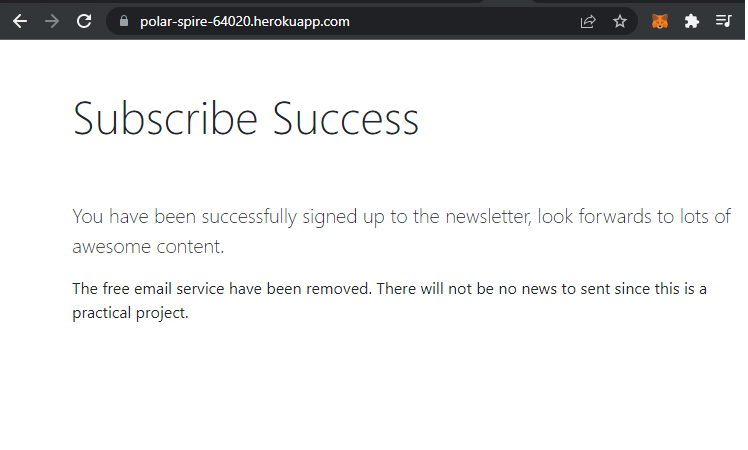 polar-spire-64020.herokuapp.com
Subscribe Success
You have been successfully signed up to the newsletter, look forwards to lots of
awesome content.
The free email service have been removed. There will not be no news to sent since this is a
practical project.